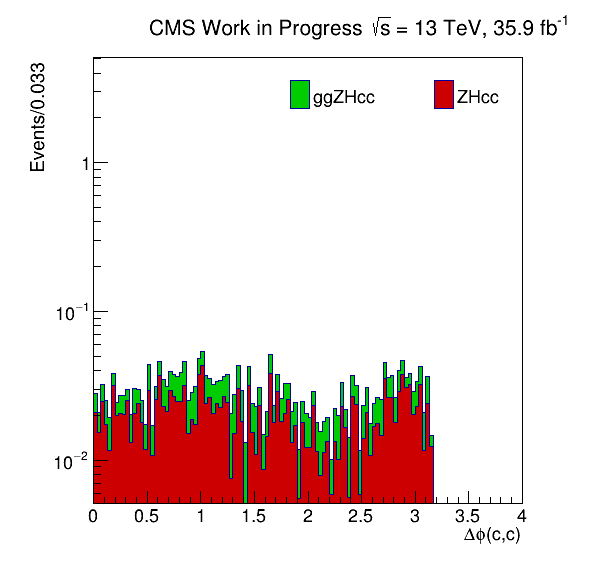 CMS Work in Progress √s = 13 TeV, 35.9 fb⁻¹
Events/0.033
ggZHcc ZHcc
1
10⁻¹
10⁻²
0 0.5 1 1.5 2 2.5 3 3.5 4
Δϕ(c,c)